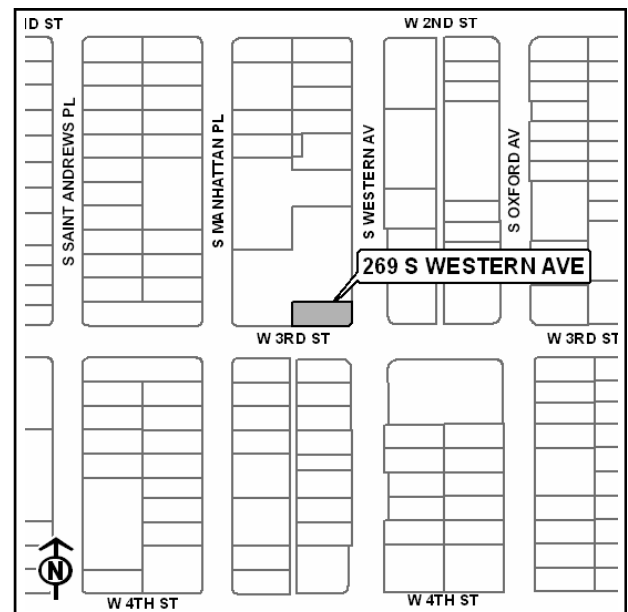 ID ST
W 2ND ST
S SAINT ANDREWS PL
S MANHATTAN PL
S WESTERN AV
S OXFORD AV
269 S WESTERN AVE
W 3RD ST
W 3RD ST
N
W 4TH ST
W 4TH ST